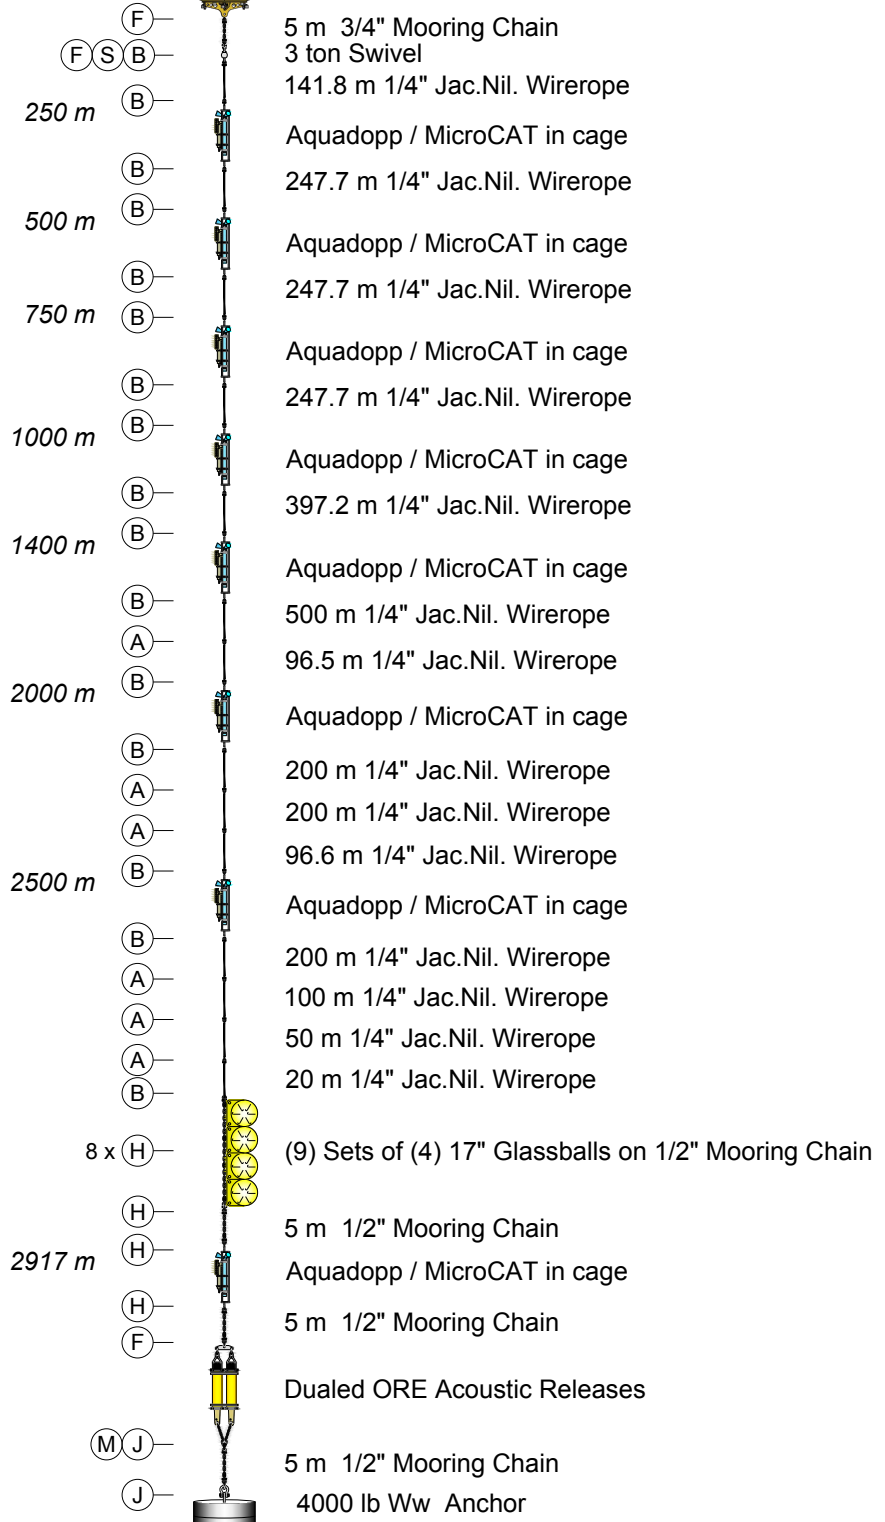 F
5 m 3/4" Mooring Chain
F S B
3 ton Swivel
141.8 m 1/4" Jac.Nil. Wirerope
B
250 m
Aquadopp / MicroCAT in cage
B
247.7 m 1/4" Jac.Nil. Wirerope
B
500 m
Aquadopp / MicroCAT in cage
B
247.7 m 1/4" Jac.Nil. Wirerope
750 m B
Aquadopp / MicroCAT in cage
B
247.7 m 1/4" Jac.Nil. Wirerope
B
1000 m
Aquadopp / MicroCAT in cage
B
397.2 m 1/4" Jac.Nil. Wirerope
B
1400 m
Aquadopp / MicroCAT in cage
B
500 m 1/4" Jac.Nil. Wirerope
A
96.5 m 1/4" Jac.Nil. Wirerope
B
2000 m
Aquadopp / MicroCAT in cage
B
200 m 1/4" Jac.Nil. Wirerope
A
200 m 1/4" Jac.Nil. Wirerope
A
96.6 m 1/4" Jac.Nil. Wirerope
B
2500 m
Aquadopp / MicroCAT in cage
B
200 m 1/4" Jac.Nil. Wirerope
A
100 m 1/4" Jac.Nil. Wirerope
A
50 m 1/4" Jac.Nil. Wirerope
A
20 m 1/4" Jac.Nil. Wirerope
B
8 x H
(9) Sets of (4) 17" Glassballs on 1/2" Mooring Chain
H
5 m 1/2" Mooring Chain
H
2917 m
Aquadopp / MicroCAT in cage
H
5 m 1/2" Mooring Chain
F
Dualed ORE Acoustic Releases
M J
5 m 1/2" Mooring Chain
J
4000 lb Ww Anchor